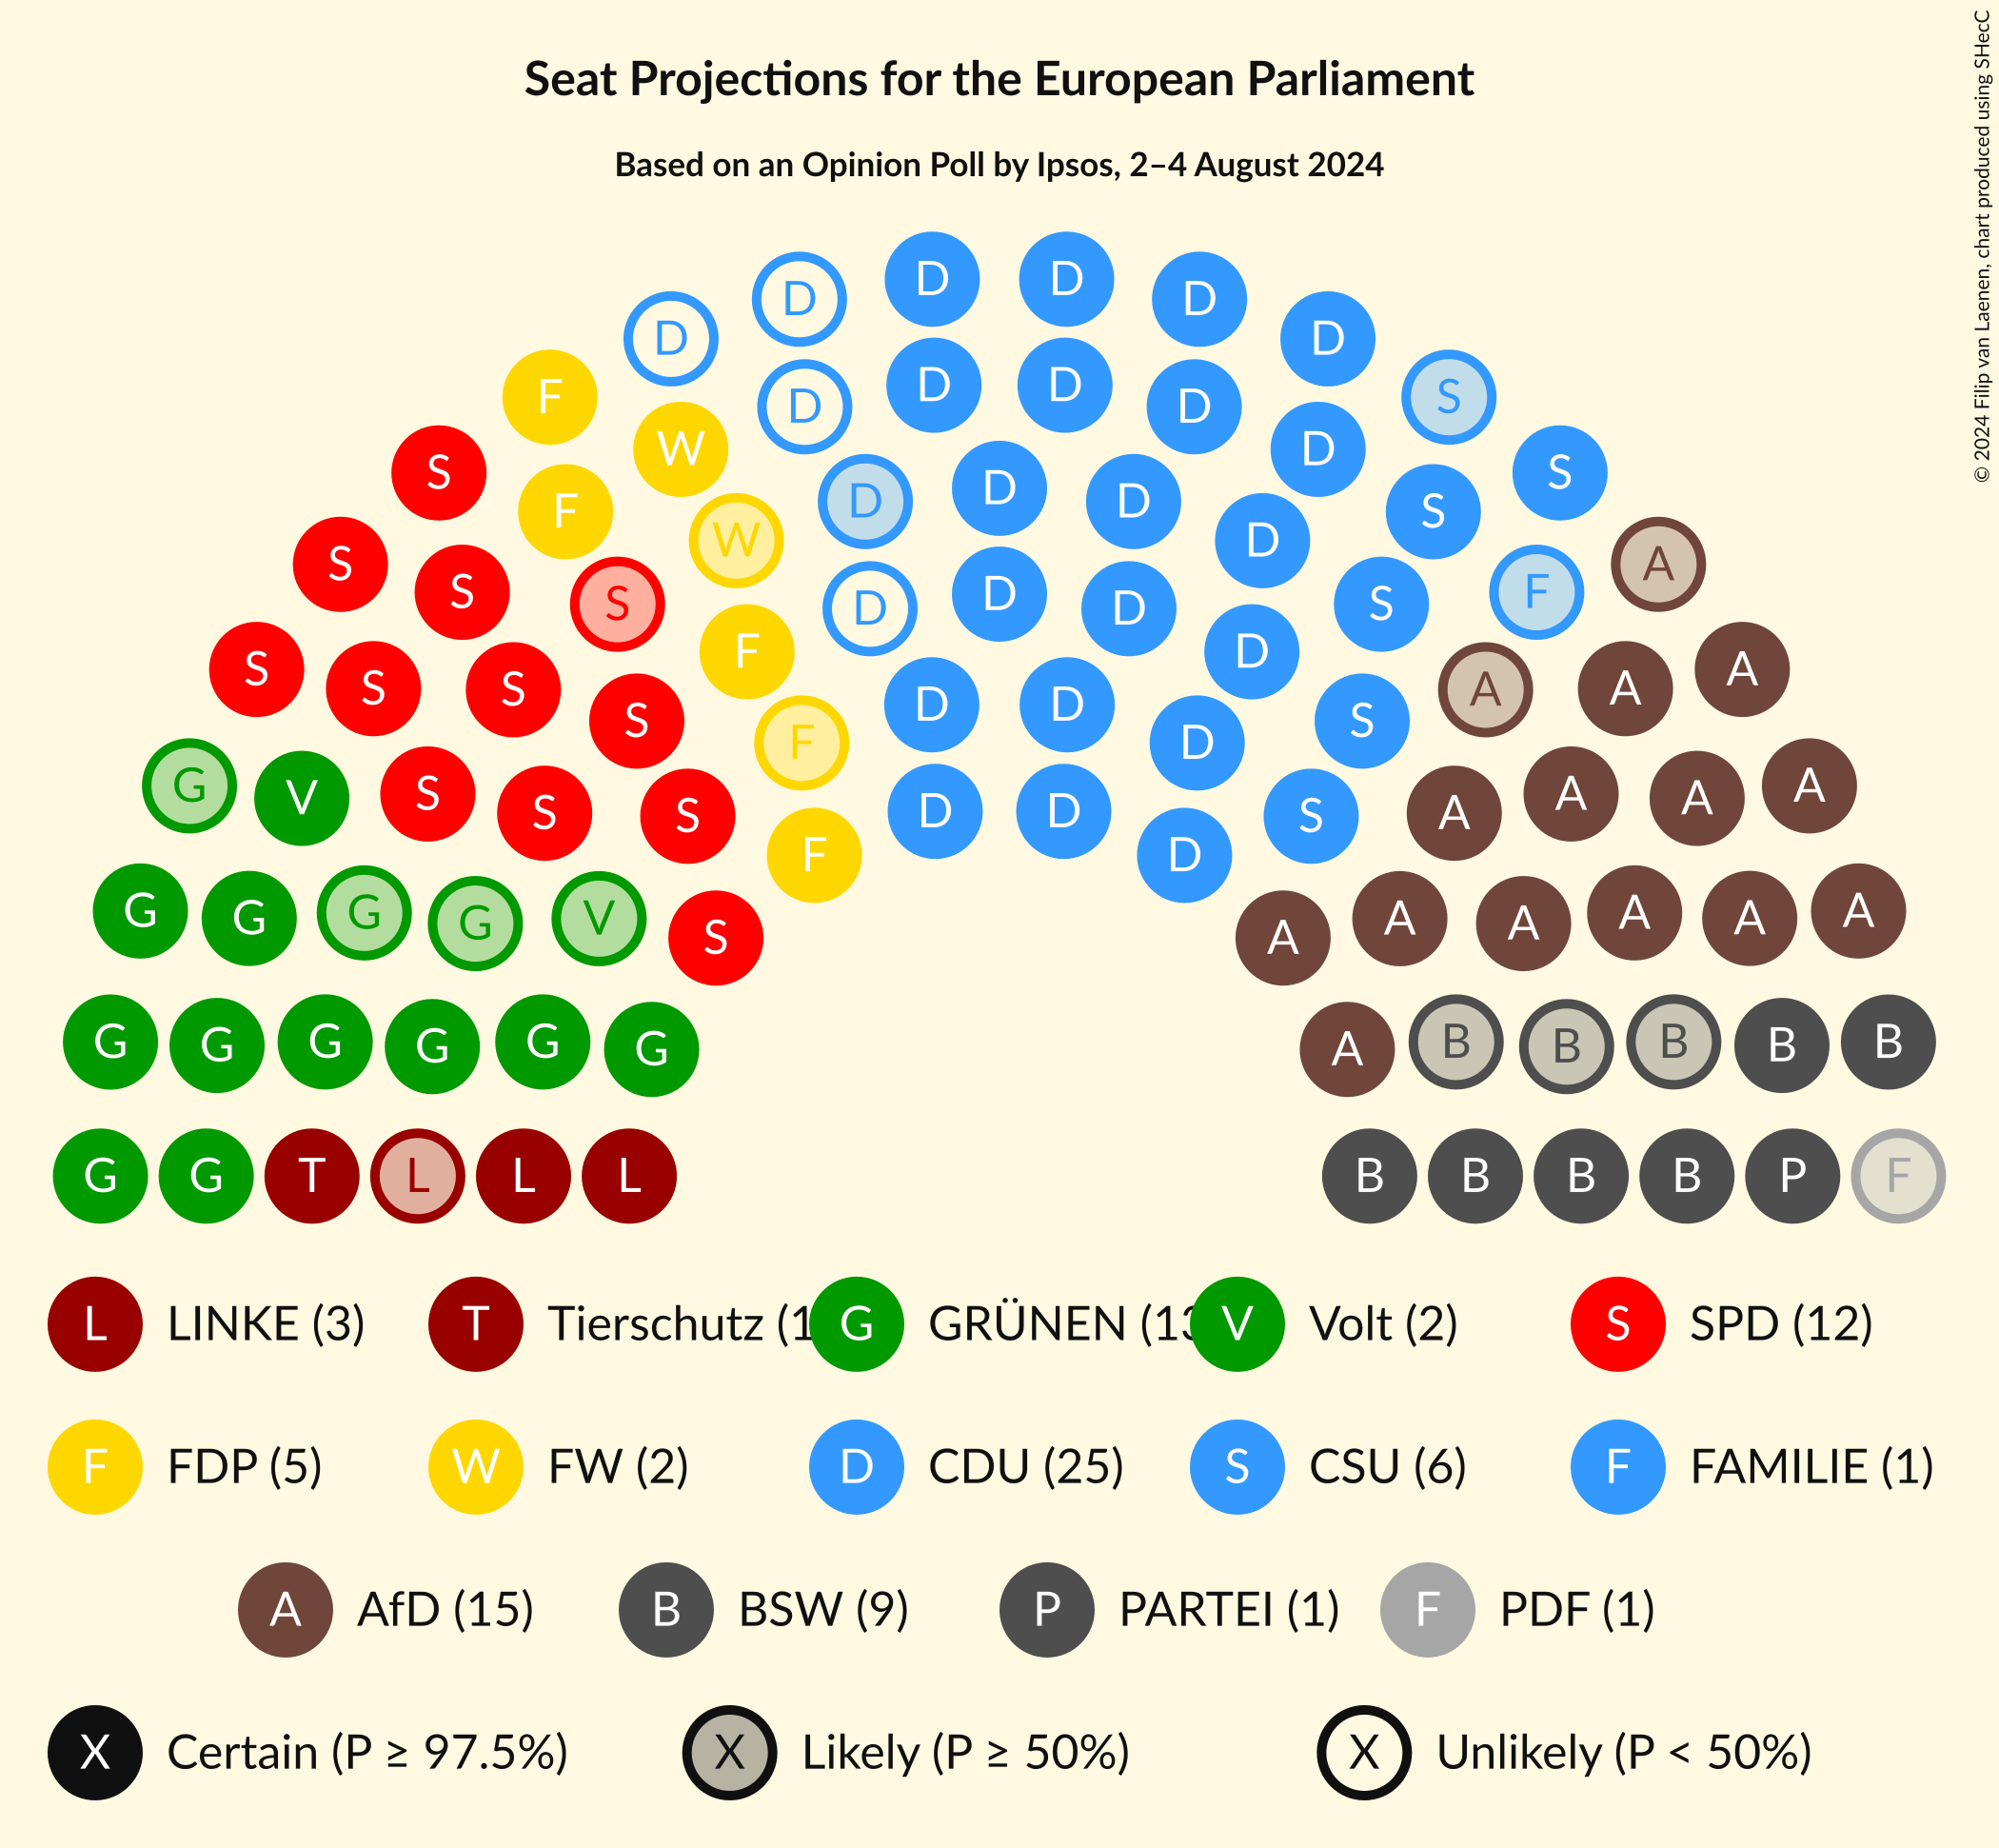 Seat Projections for the European Parliament
Based on an Opinion Poll by Ipsos, 2–4 August 2024
© 2024 Filip van Laenen, chart produced using SHecC
D D D D
D D S
F D D D D S
S W D D S
F D D D S F A
S S S W D
S S S F D D D S A A A
S D D D S
G V S S S F D D D S A A A A
G G G G V S F D A A A A A A
G G G G G G A B B B B B
G G T L L L B B B B P F
L LINKE (3) T Tierschutz (1 G GRÜNEN (13 V Volt (2) S SPD (12)
F FDP (5) W FW (2) D CDU (25) S CSU (6) F FAMILIE (1)
A AfD (15) B BSW (9) P PARTEI (1) F PDF (1)
X Certain (P ≥ 97.5%) X Likely (P ≥ 50%) X Unlikely (P < 50%)